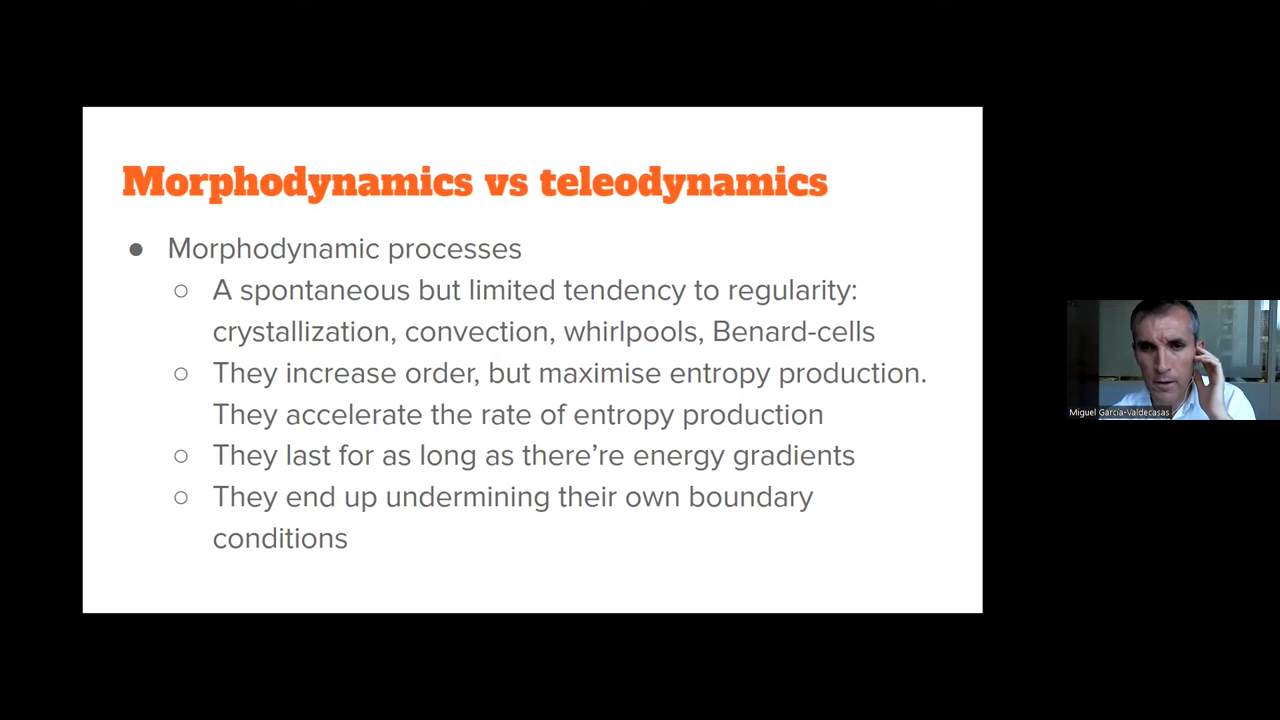 Morphodynamics vs teleodynamics
● Morphodynamic processes
○ A spontaneous but limited tendency to regularity:
crystallization, convection, whirlpools, Benard-cells
○ They increase order, but maximise entropy production.
They accelerate the rate of entropy production
○ They last for as long as there’re energy gradients
○ They end up undermining their own boundary
conditions
Miguel García-Valdecasas